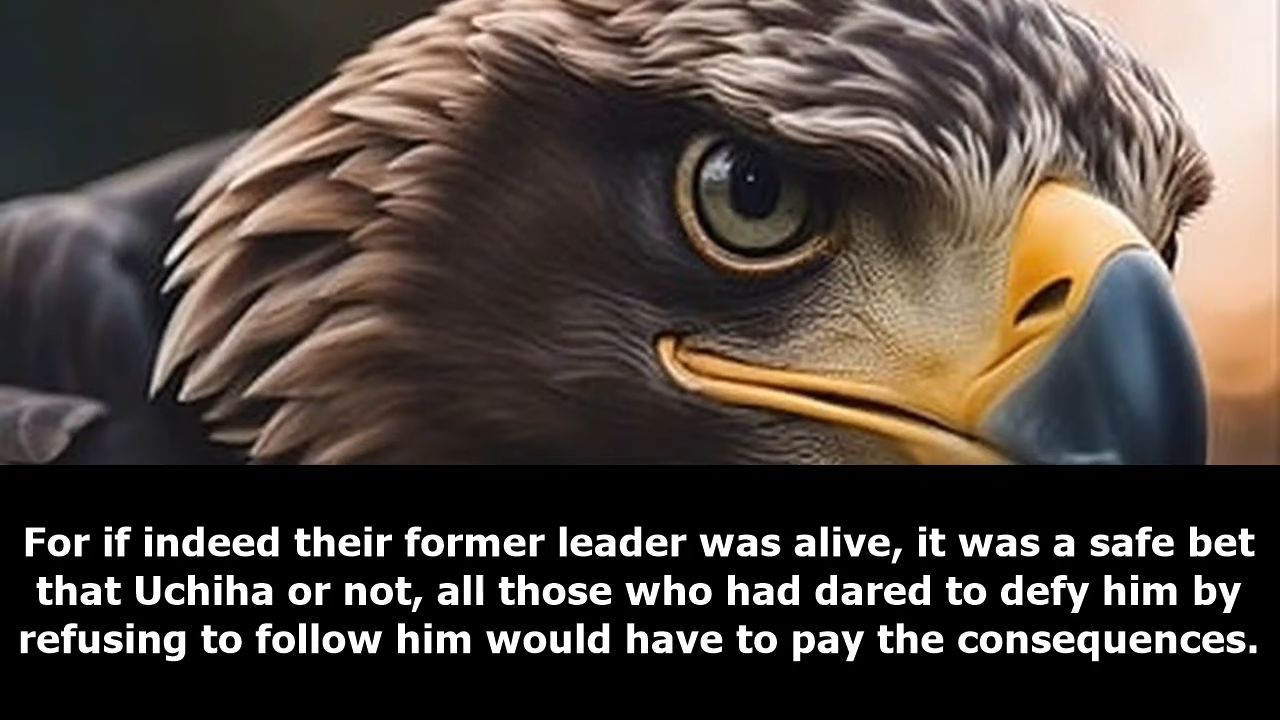 For if indeed their former leader was alive, it was a safe bet
that Uchiha or not, all those who had dared to defy him by
refusing to follow him would have to pay the consequences.